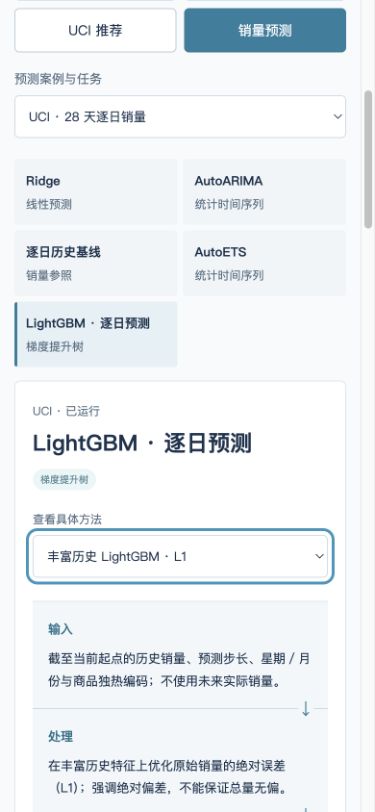 UCI 推荐
销量预测
预测案例与任务
UCI · 28 天逐日销量
Ridge
线性预测
AutoARIMA
统计时间序列
逐日历史基线
销量参照
AutoETS
统计时间序列
LightGBM · 逐日预测
梯度提升树
UCI · 已运行
LightGBM · 逐日预测
梯度提升树
查看具体方法
丰富历史 LightGBM · L1
输入
截至当前起点的历史销量、预测步长、星期 / 月
份与商品独热编码；不使用未来实际销量。
↓
处理
在丰富历史特征上优化原始销量的绝对误差
（L1）；强调绝对偏差，不能保证总量无偏。